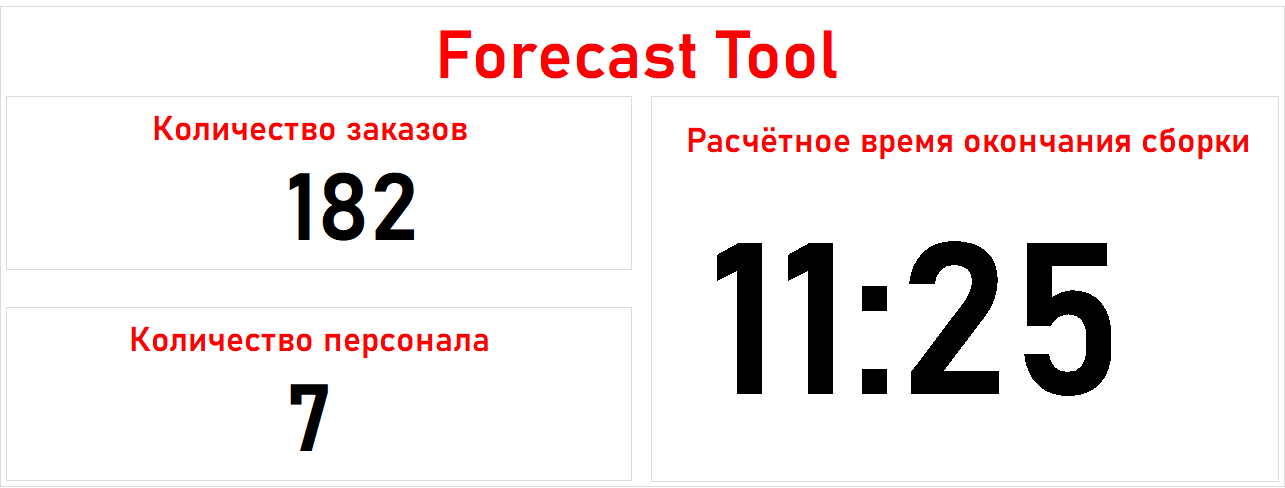 Forecast Tool
Количество заказов
182
Количество персонала
7
Расчётное время окончания сборки
11:25